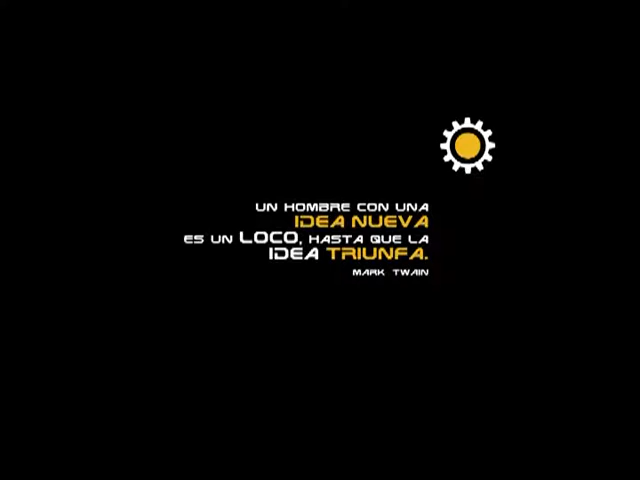 UN HOMBRE CON UNA
IDEA NUEVA
ES UN LOCO, HASTA QUE LA
IDEA TRIUNFA.
MARK TWAIN